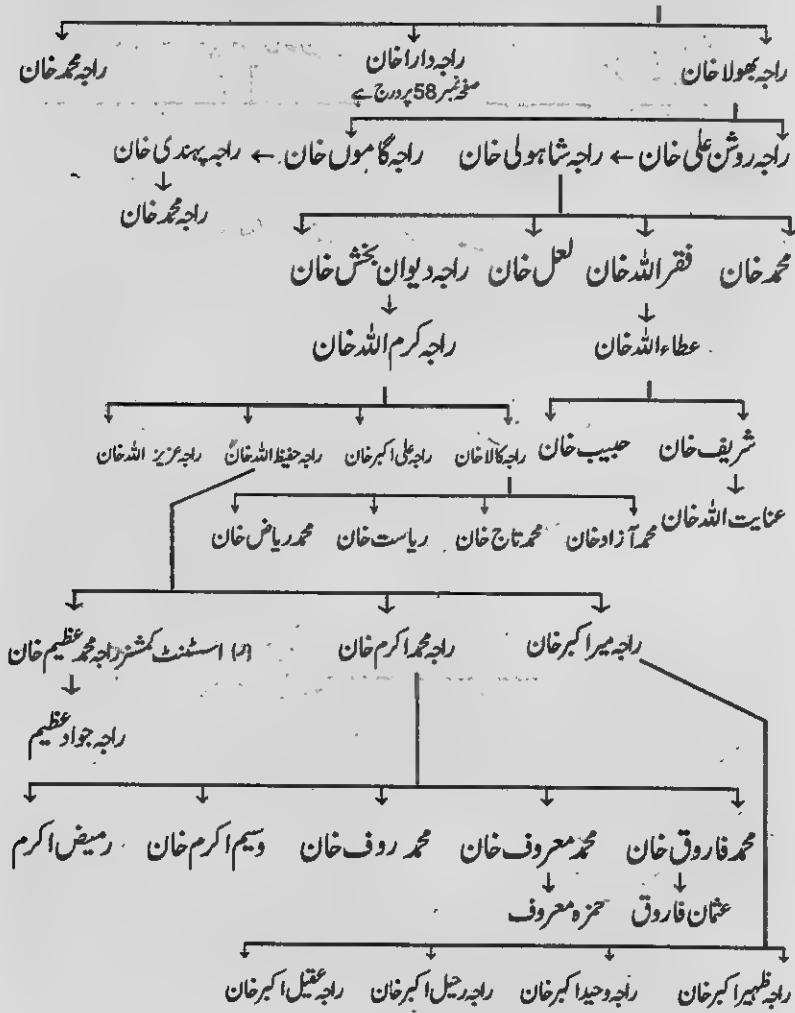 راجہ بھولا خان راجہ دارا خان راجہ محمد خان
صفحہ نمبر 58 پر درج ہے
راجہ روشن علی خان ← راجہ شاہولی خان راجہ گاموں خان ← راجہ پہندی خان
راجہ محمد خان
محمد خان فقر اللہ خان لعل خان راجہ دیوان بخش خان
عطاء اللہ خان راجہ کرم اللہ خان
شریف خان حبیب خان راجہ کالا خان راجہ علی اکبر خان راجہ حفیظ اللہ خان راجہ عزیز اللہ خان
عنایت اللہ خان محمد آزاد خان محمد تاج خان ریاست خان محمد ریاض خان
راجہ میر اکبر خان راجہ محمد اکرم خان (ر) اسسٹنٹ کمشنر راجہ محمد عظیم خان
راجہ جواد عظیم
محمد فاروق خان محمد معروف خان محمد روف خان وسیم اکرم خان رمیض اکرم
عثمان فاروق حمزہ معروف
راجہ ظہیر اکبر خان راجہ وحید اکبر خان راجہ رحیل اکبر خان راجہ عقیل اکبر خان